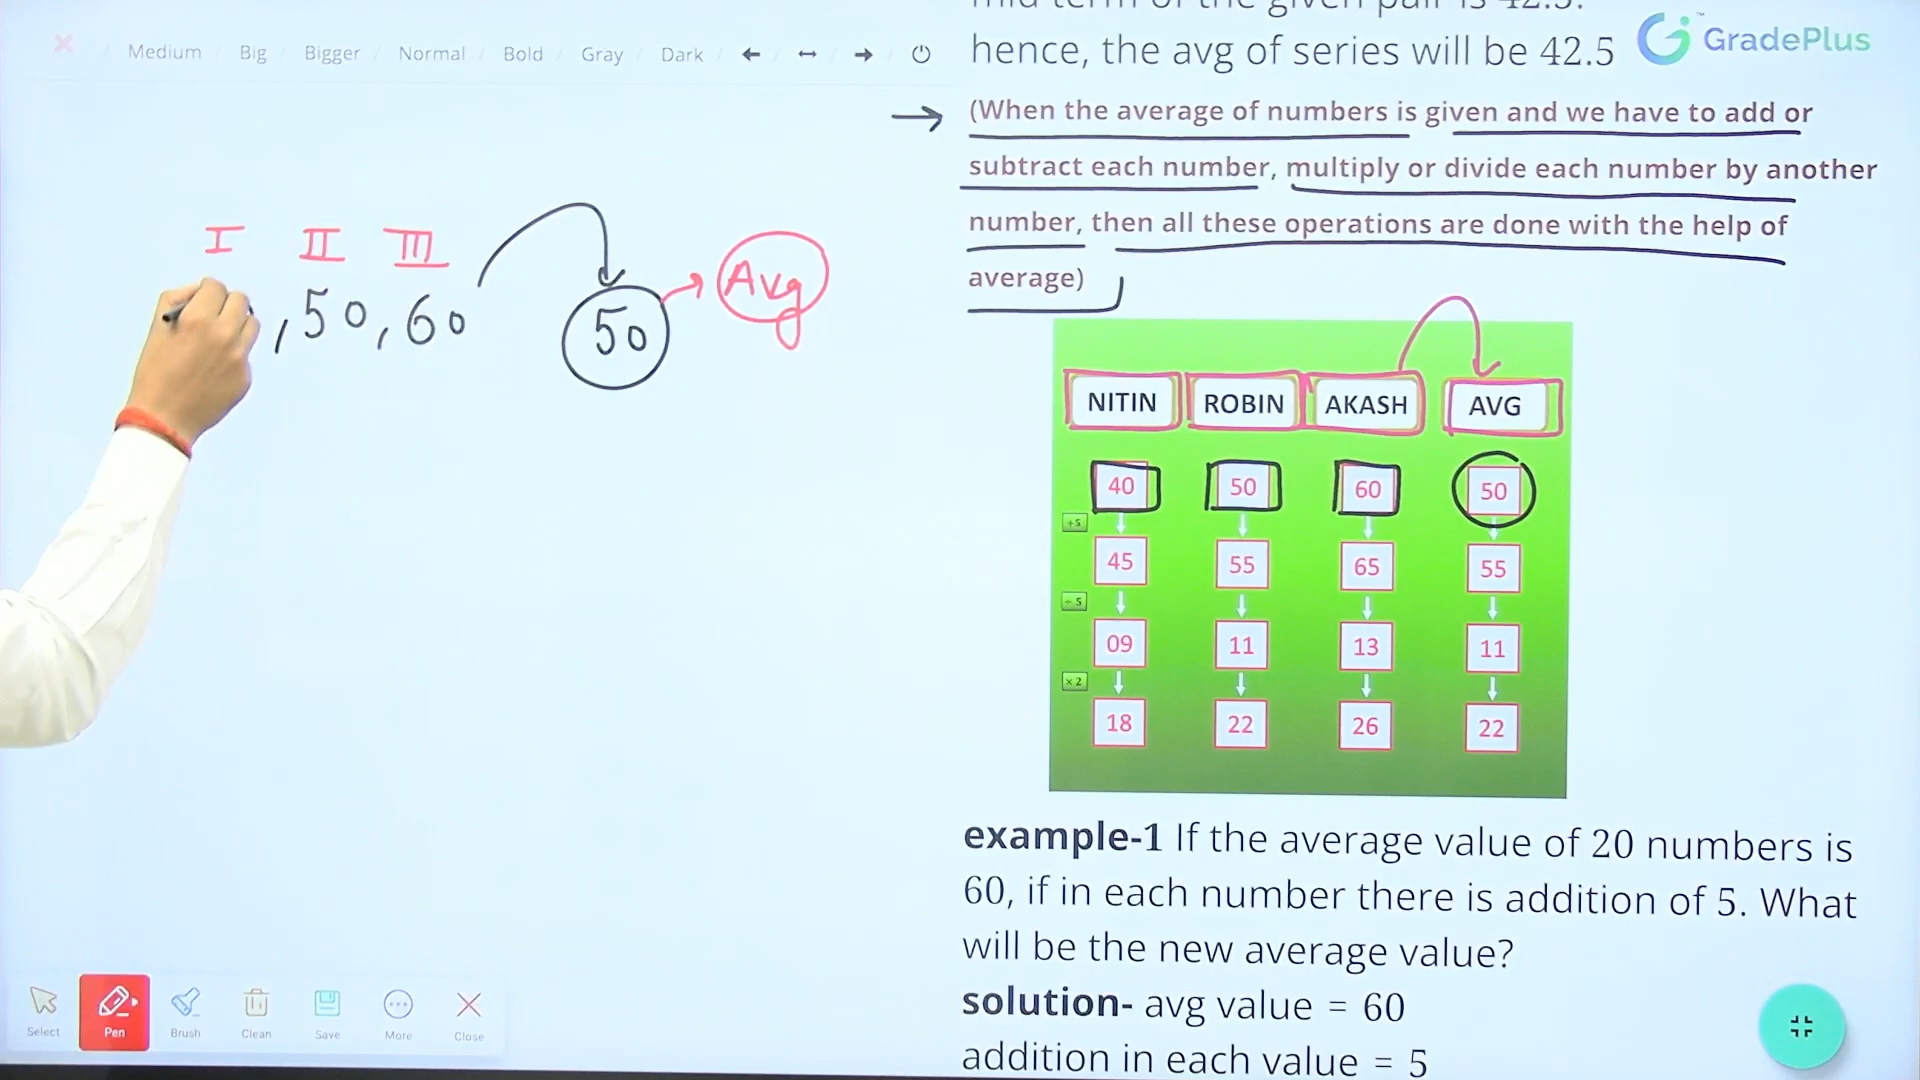 Medium / Big / Bigger / Normal / Bold / Gray / Dark
hence, the avg of series will be 42.5
GradePlus
(When the average of numbers is given and we have to add or
subtract each number, multiply or divide each number by another
number, then all these operations are done with the help of
average)
I II III
, 50, 60
50
Avg
NITIN ROBIN AKASH AVG
40 50 60 50
+5
45 55 65 55
÷5
09 11 13 11
×2
18 22 26 22
example-1 If the average value of 20 numbers is
60, if in each number there is addition of 5. What
will be the new average value?
solution- avg value = 60
addition in each value = 5
Select Pen Brush Clean Save More Close